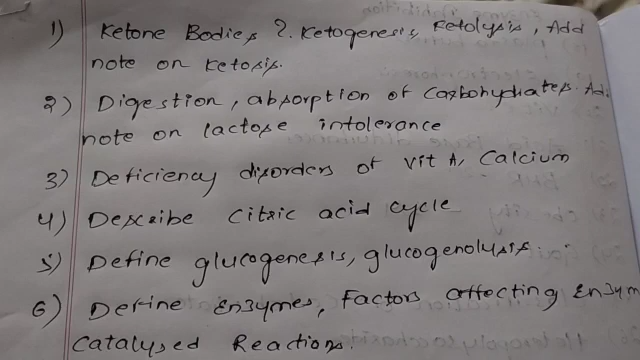 1) Ketone Bodies ?. Ketogenesis, Ketolysis, Add
note on Ketosis.
2) Digestion, absorption of Carbohydrates. Ad
note on lactose intolerance
3) Deficiency disorders of Vit A, Calcium
4) Describe Citric acid cycle
5) Define glucogenesis, glucogenolysis.
6) Define Enzymes, Factors affecting Enzym
Catalysed Reactions.